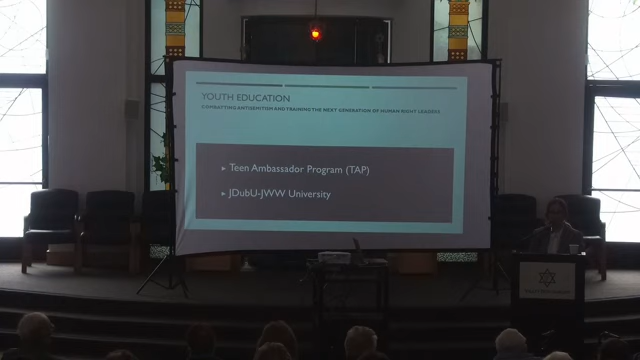 YOUTH EDUCATION
COMBATTING ANTISEMITISM AND TRAINING THE NEXT GENERATION OF HUMAN RIGHT LEADERS
Teen Ambassador Program (TAP)
JDubU-JWW University